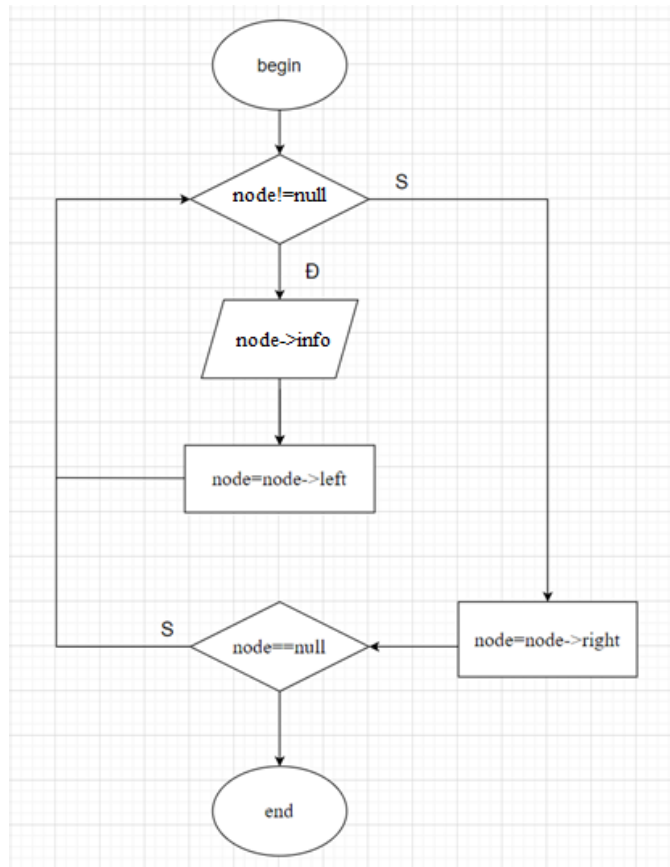 begin
node!=null
S
Đ
node->info
node=node->left
S
node==null
node=node->right
end